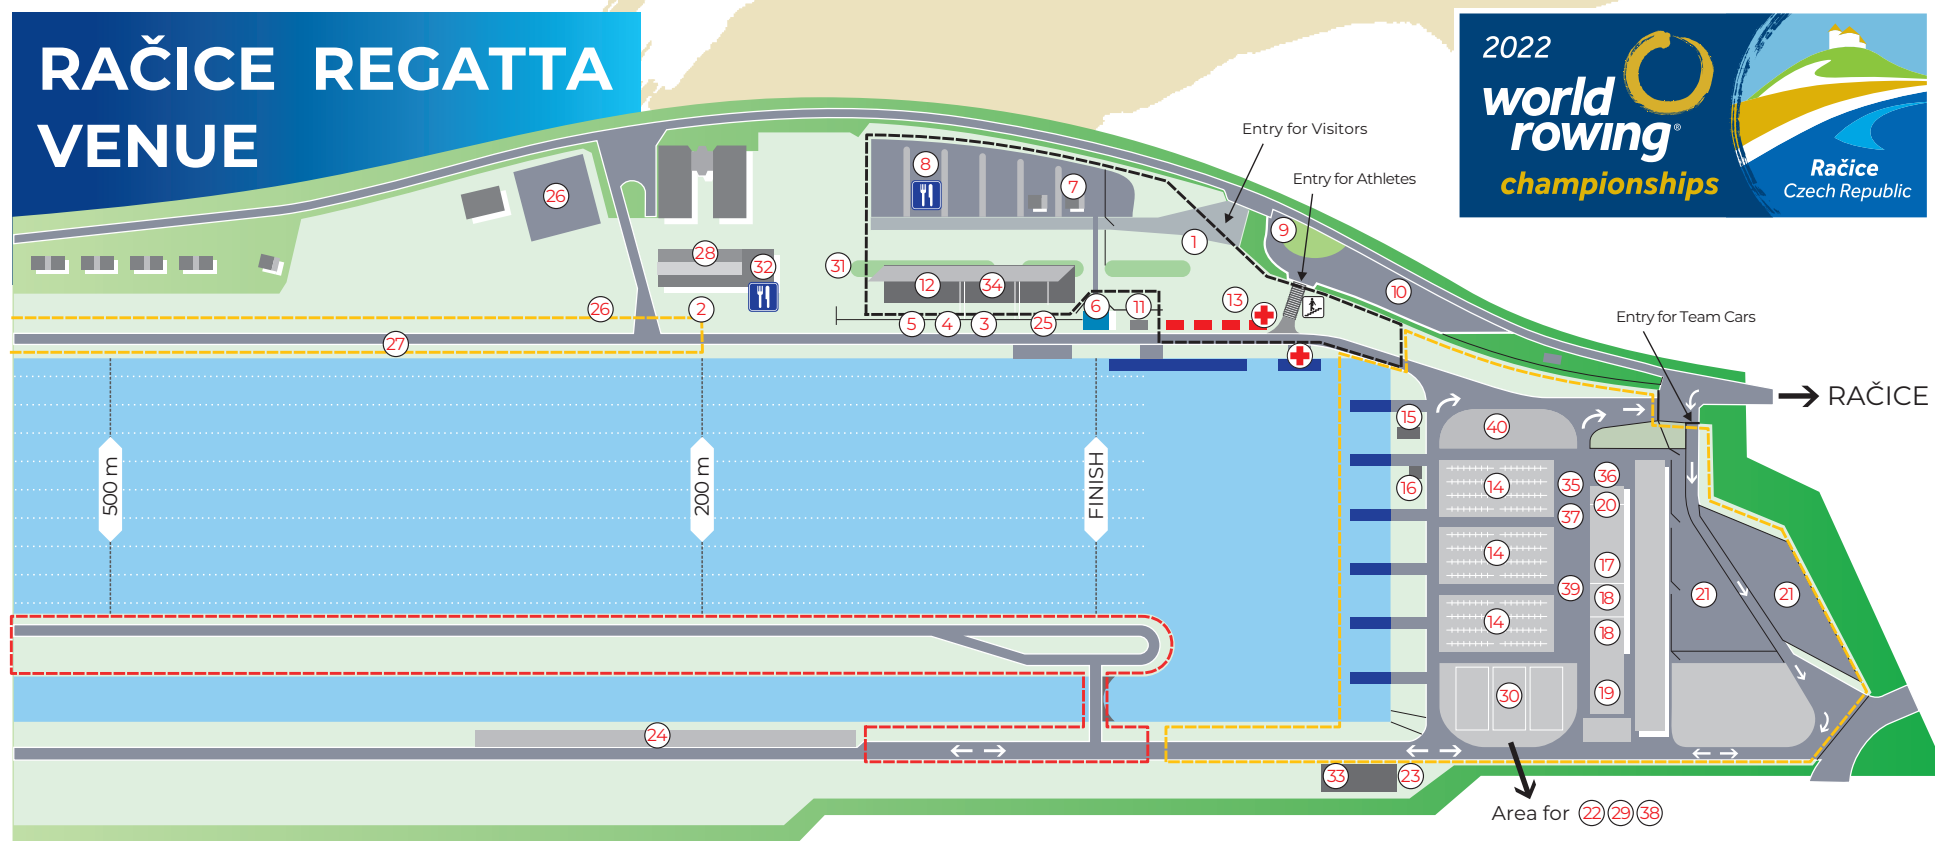 RAČICE REGATTA
VENUE
2022
world
rowing®
championships
Račice
Czech Republic
Entry for Visitors
Entry for Athletes
Entry for Team Cars
RAČICE
8
7
26
1
9
28
32
31
12
34
10
26
2
6
11
13
5
4
3
25
27
15
40
500 m
200 m
FINISH
16
14
35
36
20
37
14
17
39
18
21
21
14
18
30
19
24
33
23
Area for 22 29 38